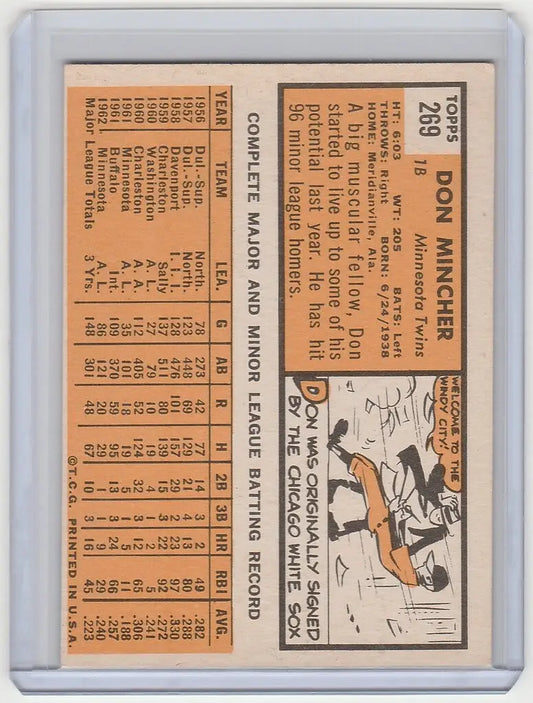 TOPPS
269
DON MINCHER
1B Minnesota Twins
HT: 6:03 WT: 205 BATS: Left
THROWS: Right BORN: 6/24/1938
HOME: Meridianville, Ala.
A big muscular fellow, Don
started to live up to some of his
potential last year. He has hit
96 minor league homers.
WELCOME TO THE
WINDY CITY!
DON WAS ORIGINALLY SIGNED
BY THE CHICAGO WHITE SOX
COMPLETE MAJOR AND MINOR LEAGUE BATTING RECORD
YEAR TEAM LEA. G AB R H 2B 3B HR RBI AVG.
1956 Dul.-Sup. North. 78 273 42 77 14 3 2 49 .282
1957 Dul.-Sup. North. 123 448 69 129 21 4 13 80 .288
1958 Davenport I. I. I. 128 476 101 157 29 2 23 97 .330
1959 Charleston Sally 137 511 80 139 15 3 22 92 .272
1960 Washington A. L. 27 79 10 19 4 1 2 5 .241
1960 Charleston A. A. 112 405 52 124 32 3 12 65 .306
1961 Minnesota A. L. 35 101 18 19 5 1 5 11 .188
1961 Buffalo Int. 109 370 59 95 13 3 24 66 .257
1962 Minnesota A. L. 86 121 20 29 1 1 9 29 .240
Major League Totals 3 Yrs. 148 301 48 67 10 3 16 45 .223
©T.C.G. PRINTED IN U.S.A.